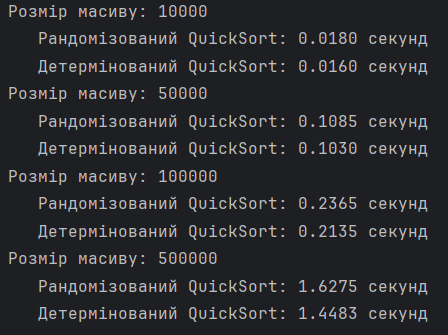 Розмір масиву: 10000
Рандомізований QuickSort: 0.0180 секунд
Детермінований QuickSort: 0.0160 секунд
Розмір масиву: 50000
Рандомізований QuickSort: 0.1085 секунд
Детермінований QuickSort: 0.1030 секунд
Розмір масиву: 100000
Рандомізований QuickSort: 0.2365 секунд
Детермінований QuickSort: 0.2135 секунд
Розмір масиву: 500000
Рандомізований QuickSort: 1.6275 секунд
Детермінований QuickSort: 1.4483 секунд